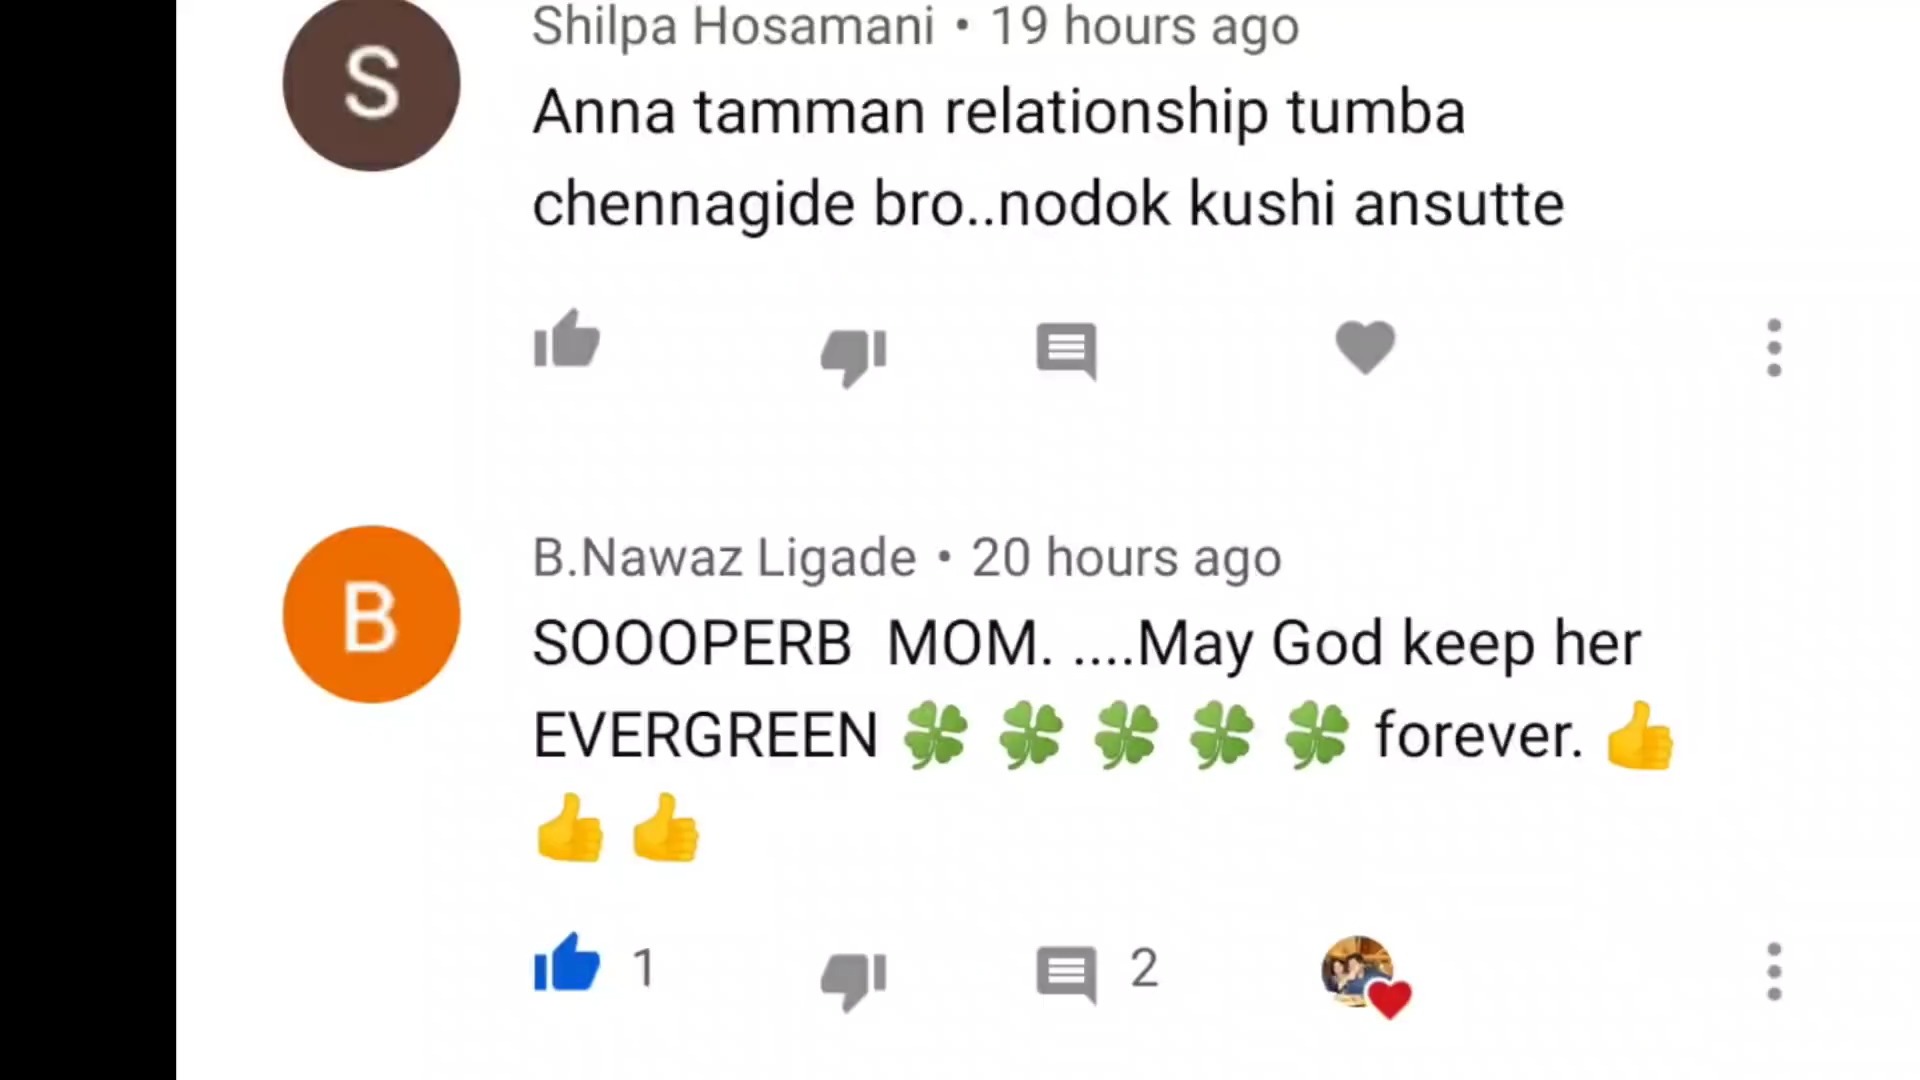 S
Shilpa Hosamani • 19 hours ago
Anna tamman relationship tumba
chennagide bro..nodok kushi ansutte
B
B.Nawaz Ligade • 20 hours ago
SOOOPERB  MOM. ....May God keep her
EVERGREEN 🍀 🍀 🍀 🍀 🍀 forever. 👍
👍 👍
1 2